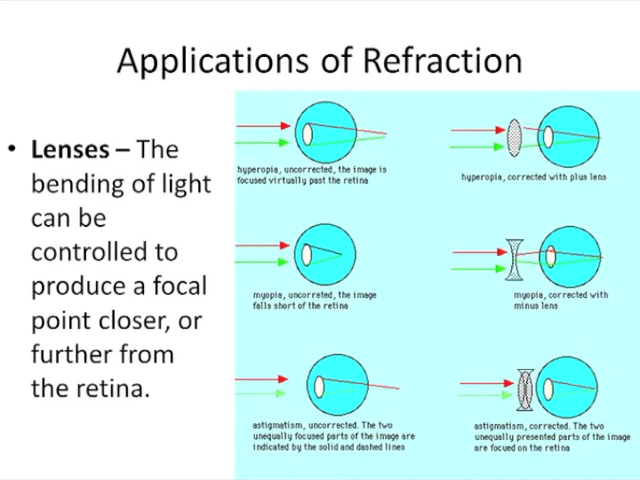 Applications of Refraction
• Lenses – The
bending of light
can be
controlled to
produce a focal
point closer, or
further from
the retina.
hyperopia, uncorrected, the image is
focused virtually past the retina
hyperopia, corrected with plus lens
myopia, uncorreted, the image
falls short of the retina
myopia, corrected with
minus lens
astigmatism, uncorrected. The two
unequally focused parts of the image are
indicated by the solid and dashed lines
astigmatism, corrected. The two
unequally presented parts of the image
are focued on the retina